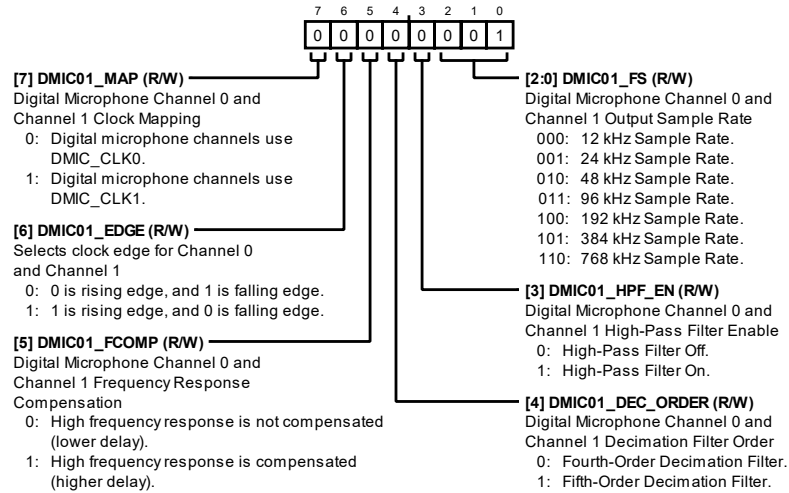 7 6 5 4 3 2 1 0
0 0 0 0 0 0 0 1
[7] DMIC01_MAP (R/W)
Digital Microphone Channel 0 and
Channel 1 Clock Mapping
0: Digital microphone channels use
DMIC_CLK0.
1: Digital microphone channels use
DMIC_CLK1.
[6] DMIC01_EDGE (R/W)
Selects clock edge for Channel 0
and Channel 1
0: 0 is rising edge, and 1 is falling edge.
1: 1 is rising edge, and 0 is falling edge.
[5] DMIC01_FCOMP (R/W)
Digital Microphone Channel 0 and
Channel 1 Frequency Response
Compensation
0: High frequency response is not compensated
(lower delay).
1: High frequency response is compensated
(higher delay).
[2:0] DMIC01_FS (R/W)
Digital Microphone Channel 0 and
Channel 1 Output Sample Rate
000: 12 kHz Sample Rate.
001: 24 kHz Sample Rate.
010: 48 kHz Sample Rate.
011: 96 kHz Sample Rate.
100: 192 kHz Sample Rate.
101: 384 kHz Sample Rate.
110: 768 kHz Sample Rate.
[3] DMIC01_HPF_EN (R/W)
Digital Microphone Channel 0 and
Channel 1 High-Pass Filter Enable
0: High-Pass Filter Off.
1: High-Pass Filter On.
[4] DMIC01_DEC_ORDER (R/W)
Digital Microphone Channel 0 and
Channel 1 Decimation Filter Order
0: Fourth-Order Decimation Filter.
1: Fifth-Order Decimation Filter.